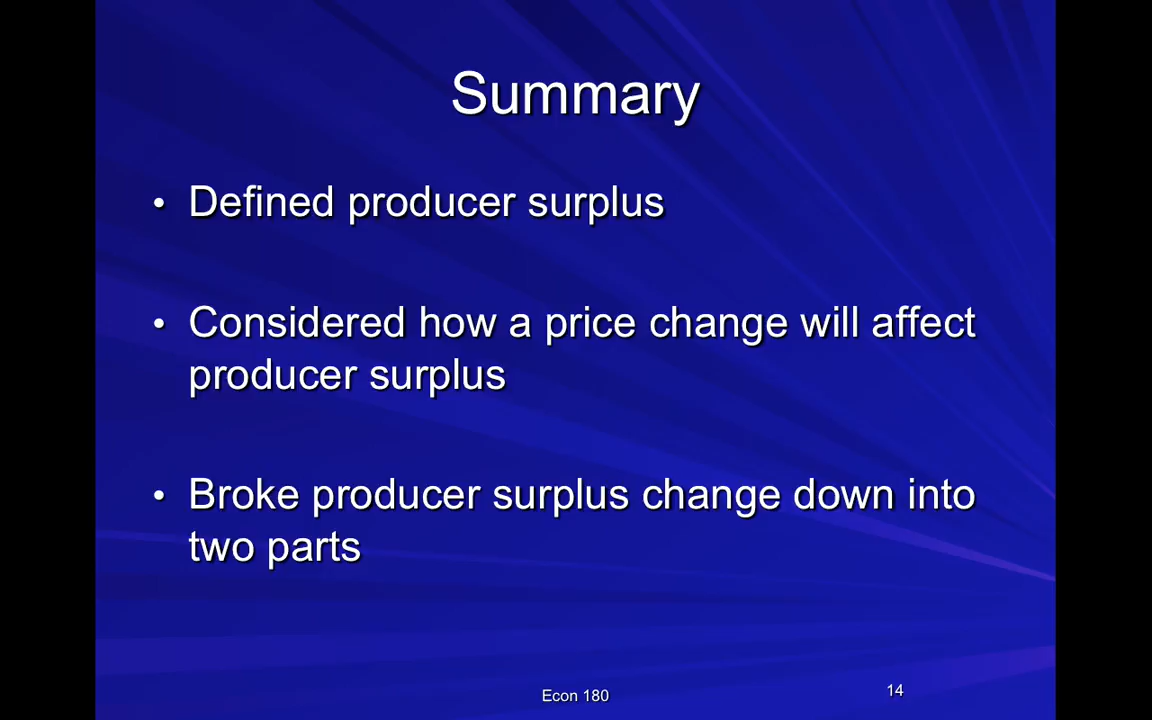 Summary
• Defined producer surplus
• Considered how a price change will affect
producer surplus
• Broke producer surplus change down into
two parts
Econ 180
14